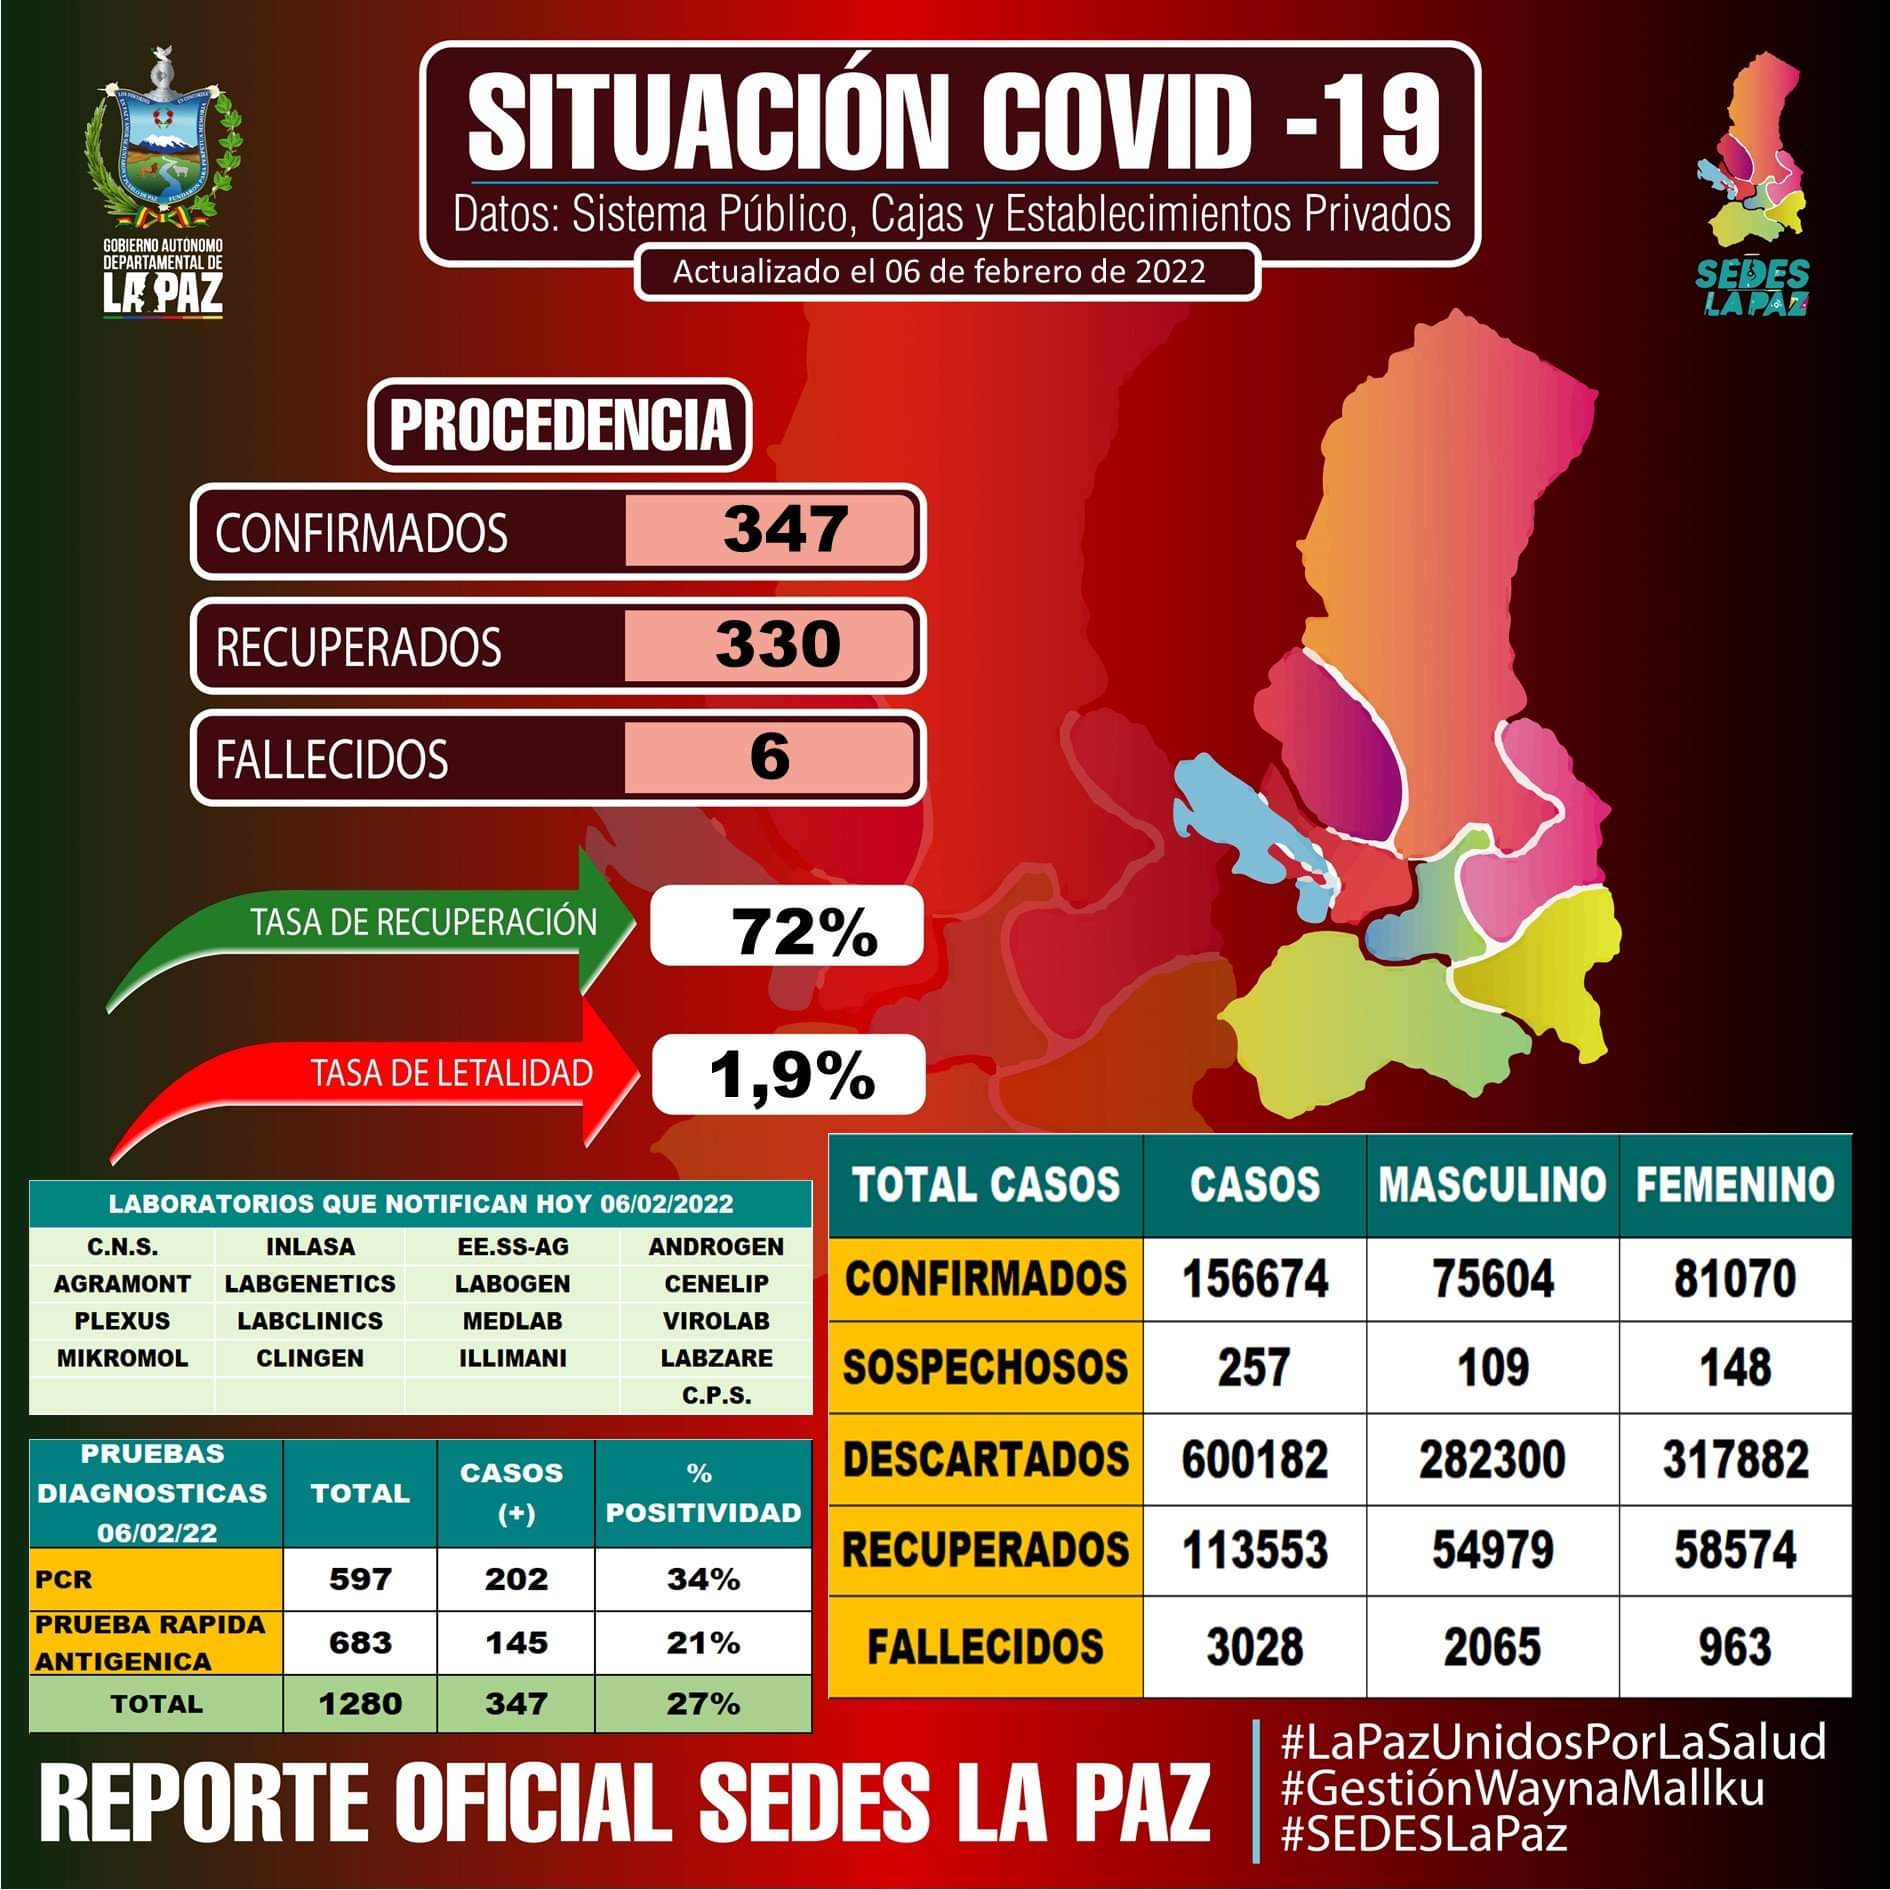 SITUACIÓN COVID -19
Datos: Sistema Público, Cajas y Establecimientos Privados
Actualizado el 06 de febrero de 2022
GOBIERNO AUTÓNOMO
DEPARTAMENTAL DE
LA PAZ
SEDES
LA PAZ
PROCEDENCIA
CONFIRMADOS 347
RECUPERADOS 330
FALLECIDOS 6
TASA DE RECUPERACIÓN 72%
TASA DE LETALIDAD 1,9%
LABORATORIOS QUE NOTIFICAN HOY 06/02/2022
C.N.S. INLASA EE.SS-AG ANDROGEN
AGRAMONT LABGENETICS LABOGEN CENELIP
PLEXUS LABCLINICS MEDLAB VIROLAB
MIKROMOL CLINGEN ILLIMANI LABZARE
C.P.S.
PRUEBAS
DIAGNOSTICAS
06/02/22
TOTAL
CASOS
(+)
%
POSITIVIDAD
PCR 597 202 34%
PRUEBA RAPIDA
ANTIGENICA
683 145 21%
TOTAL 1280 347 27%
TOTAL CASOS CASOS MASCULINO FEMENINO
CONFIRMADOS 156674 75604 81070
SOSPECHOSOS 257 109 148
DESCARTADOS 600182 282300 317882
RECUPERADOS 113553 54979 58574
FALLECIDOS 3028 2065 963
REPORTE OFICIAL SEDES LA PAZ
#LaPazUnidosPorLaSalud
#GestiónWaynaMallku
#SEDESLaPaz